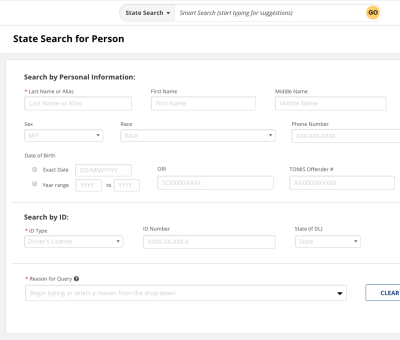 State Search Smart Search (start typing for suggestions) GO
State Search for Person
Search by Personal Information:
* Last Name or Alias First Name Middle Name
Last Name or Alias First Name Middle Name
Sex Race Phone Number
M/F Race XXX-XXX-XXXX
Date of Birth
ORI TOMIS Offender #
Exact Date DD/MM/YYYY
SCXXXXXXXXX XXXXXXXXXXXX
Year range YYYY to YYYY
Search by ID:
* ID Type ID Number State (if DL)
Driver's License XXXX-XX-XXX-X State
* Reason for Query ?
Begin typing or select a reason from the drop down CLEAR